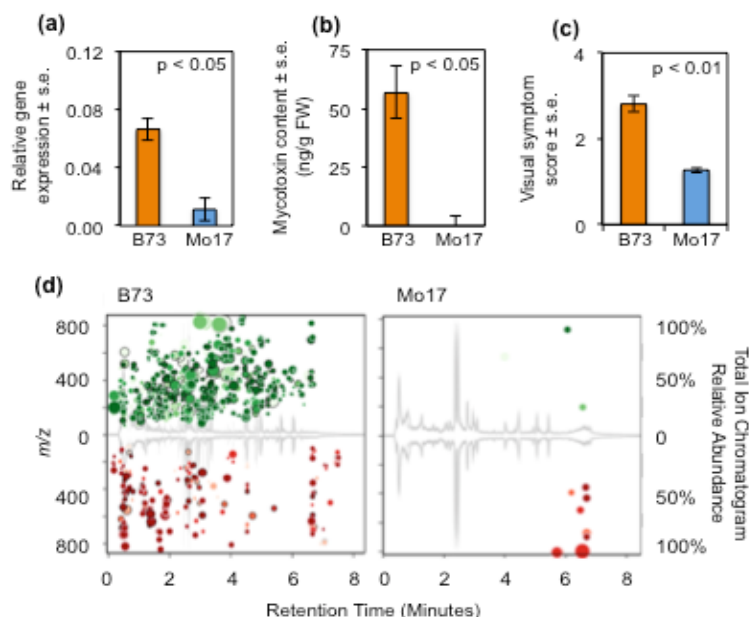 (a)
Relative gene
expression ± s.e.
0.12
0.08
0.04
0.00
p < 0.05
B73 Mo17
(b)
Mycotoxin content ± s.e.
(ng/g FW)
75
50
25
0
p < 0.05
B73 Mo17
(c)
Visual symptom
score ± s.e.
4
2
0
p < 0.01
B73 Mo17
(d)
B73
Mo17
m/z
800
400
0
400
800
100%
50%
0
50%
100%
Total Ion Chromatogram
Relative Abundance
0 2 4 6 8
0 2 4 6 8
Retention Time (Minutes)